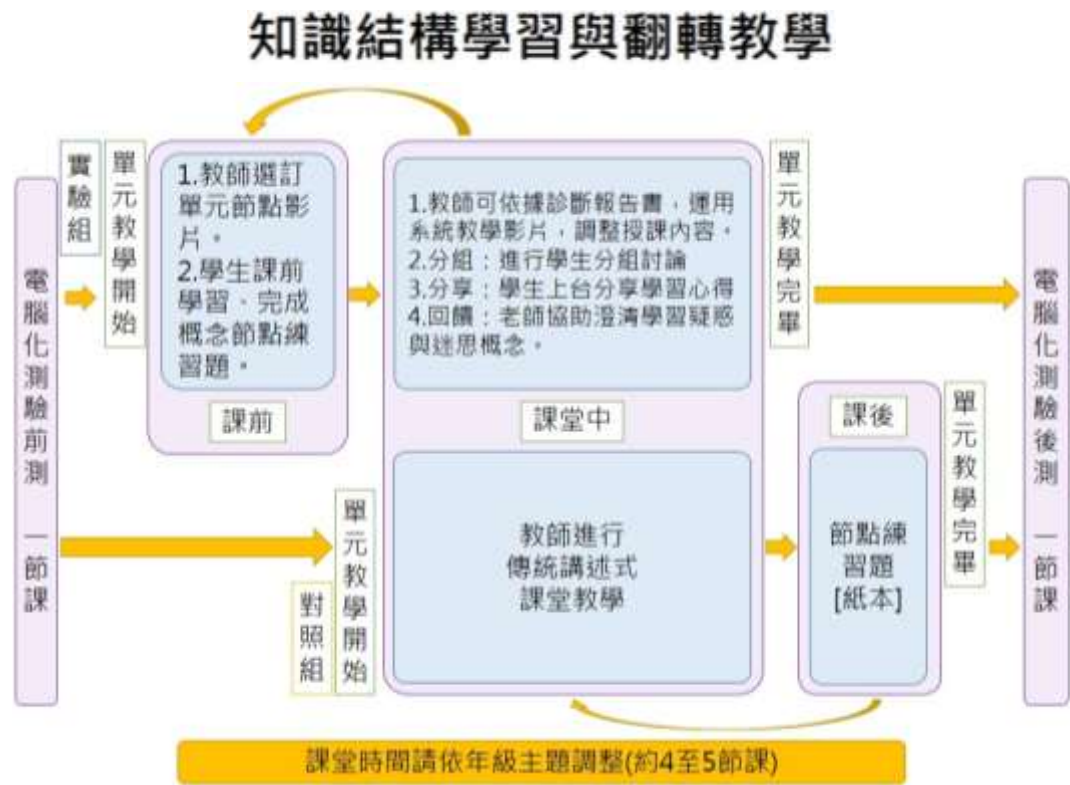 知識結構學習與翻轉教學
電腦化測驗前測 一節課
實驗組
單元教學開始
1.教師選訂
單元節點影
片。
2.學生課前
學習、完成
概念節點練
習題。
課前
1.教師可依據診斷報告書，運用
系統教學影片，調整授課內容。
2.分組：進行學生分組討論
3.分享：學生上台分享學習心得
4.回饋：老師協助澄清學習疑惑
與迷思概念。
課堂中
單元教學完畢
對照組
單元教學開始
教師進行
傳統講述式
課堂教學
課後
節點練
習題
[紙本]
單元教學完畢
電腦化測驗後測 一節課
課堂時間請依年級主題調整(約4至5節課)